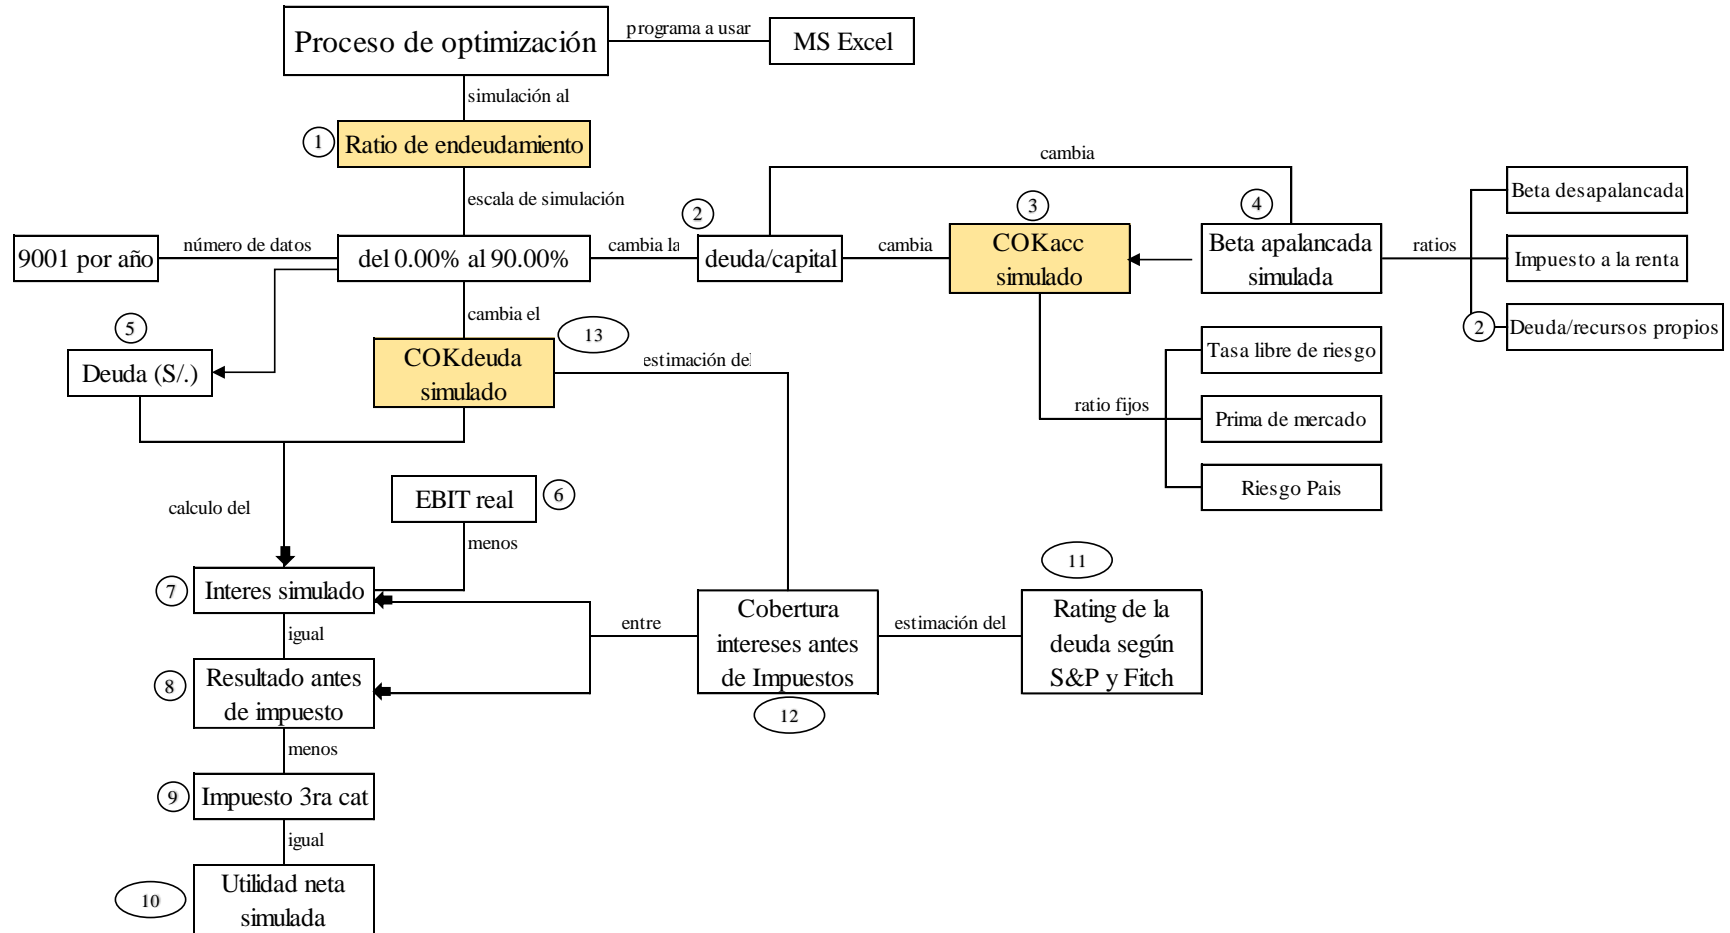 Proceso de optimización
programa a usar
MS Excel
simulación al
1
Ratio de endeudamiento
cambia
escala de simulación
2
3
4
Beta desapalancada
9001 por año
número de datos
del 0.00% al 90.00%
cambia la
deuda/capital
cambia
COKacc
simulado
Beta apalancada
simulada
ratios
Impuesto a la renta
2
Deuda/recursos propios
cambia el
5
13
Deuda (S/.)
COKdeuda
simulado
estimación del
Tasa libre de riesgo
ratio fijos
Prima de mercado
Riesgo Pais
calculo del
EBIT real
6
menos
11
7
Interes simulado
igual
entre
Cobertura
intereses antes
de Impuestos
estimación del
Rating de la
deuda según
S&P y Fitch
8
Resultado antes
de impuesto
12
menos
9
Impuesto 3ra cat
igual
10
Utilidad neta
simulada